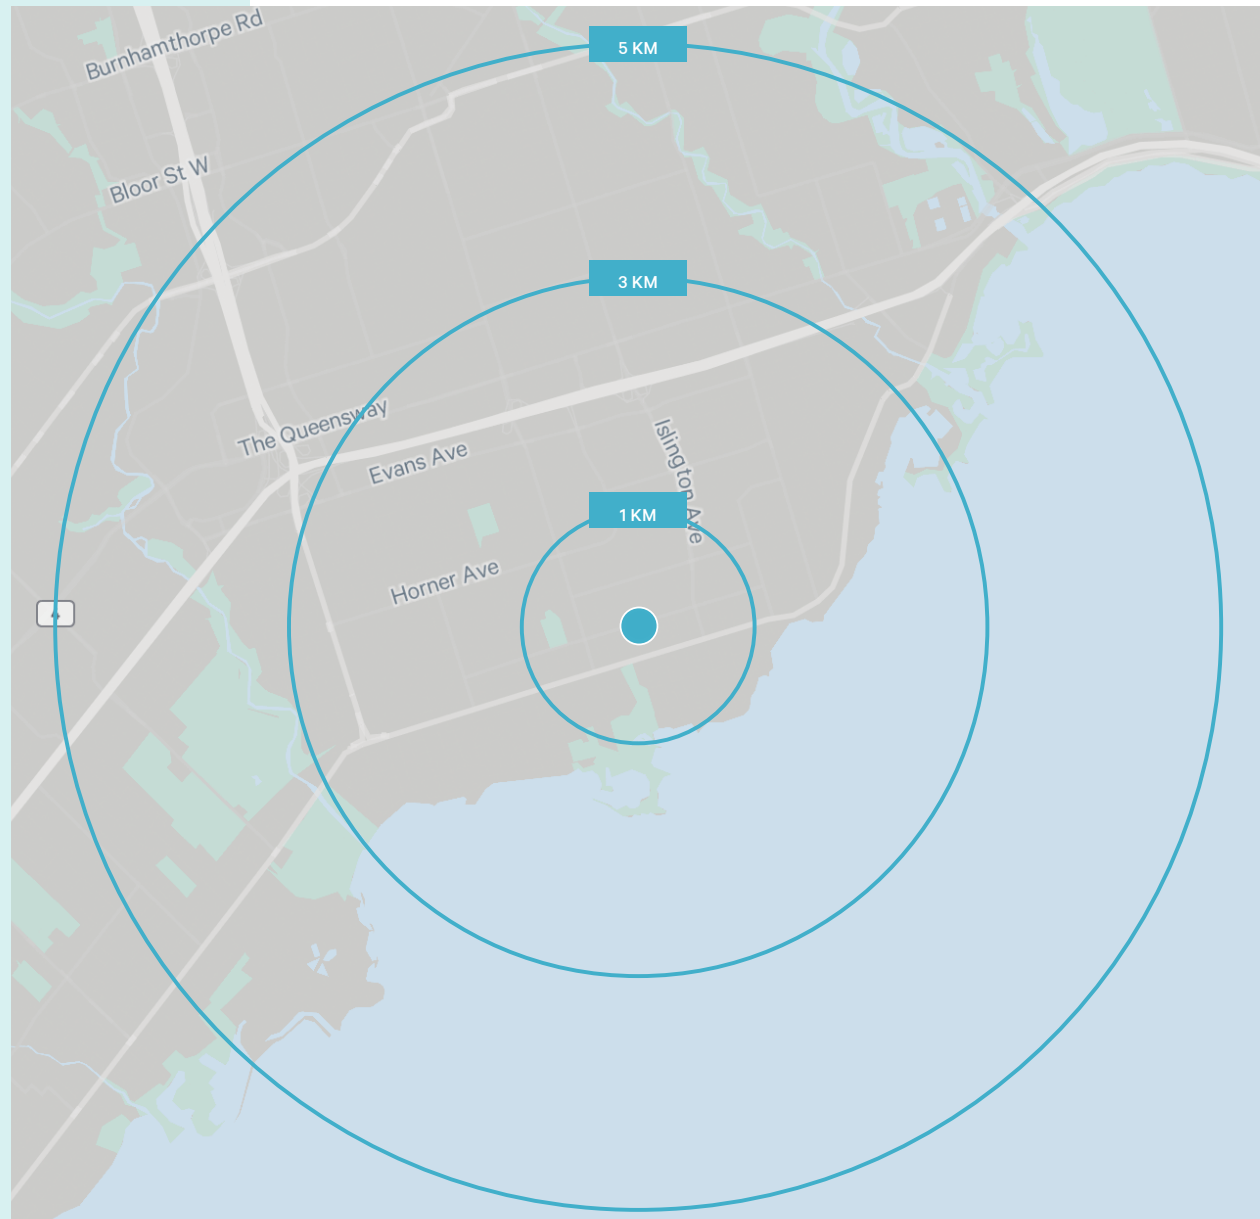 Burnhamthorpe Rd
5 KM
Bloor St W
3 KM
The Queensway
Evans Ave
Islington Ave
1 KM
Horner Ave